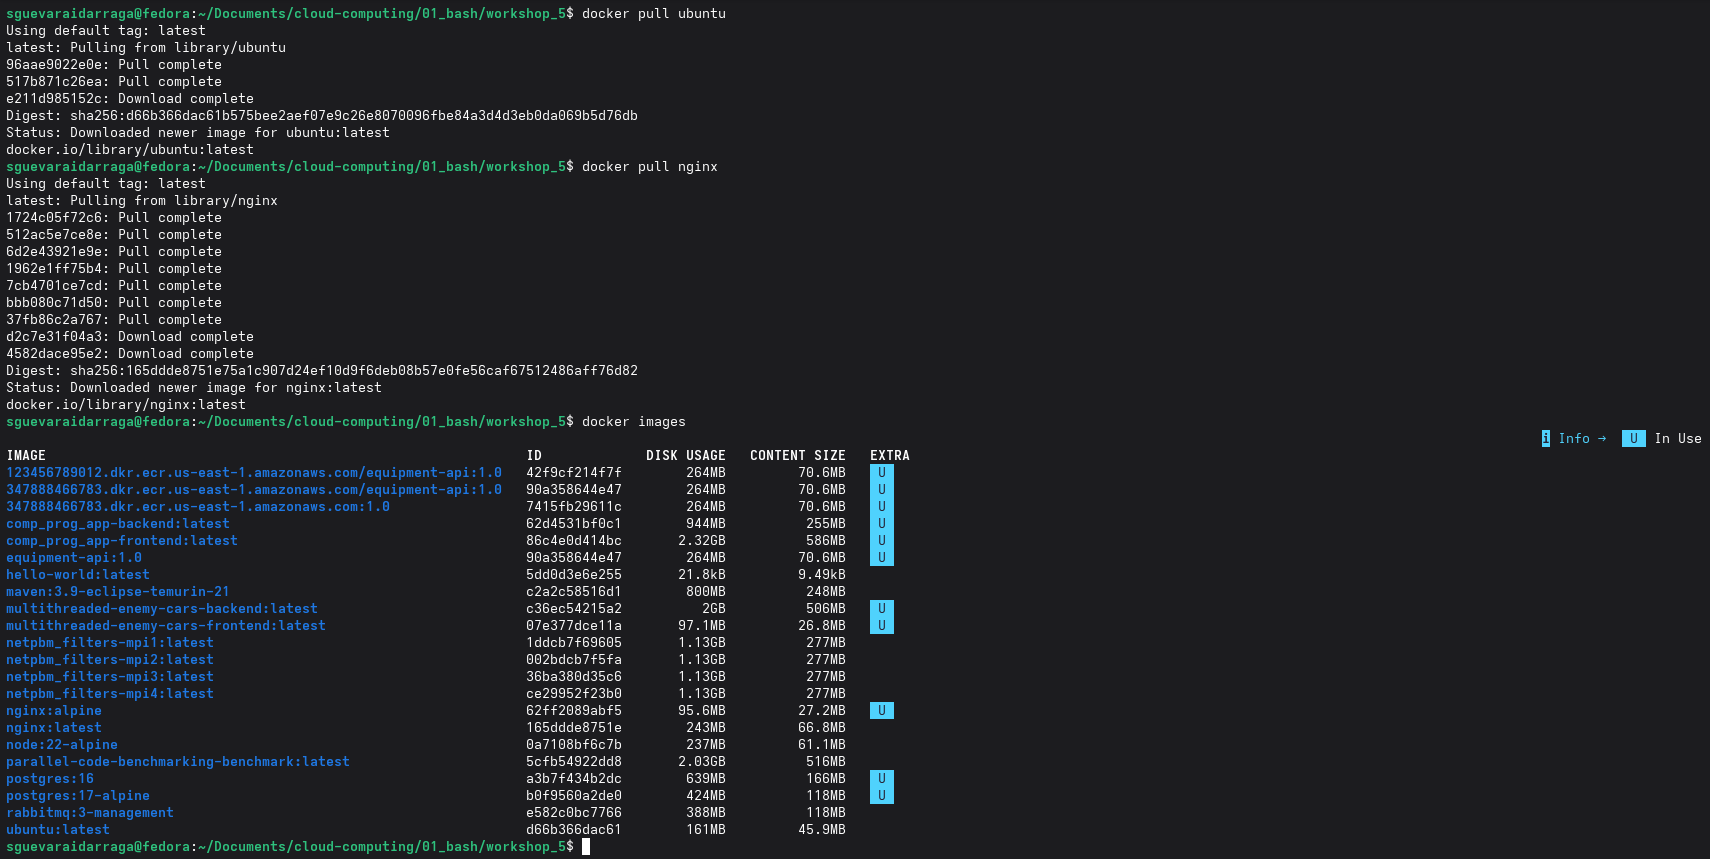 sguevaraidarraga@fedora:~/Documents/cloud-computing/01_bash/workshop_5$ docker pull ubuntu
Using default tag: latest
latest: Pulling from library/ubuntu
96aae9022e0e: Pull complete
517b871c26ea: Pull complete
e211d985152c: Download complete
Digest: sha256:d66b366dac61b575bee2aef07e9c26e8070096fbe84a3d4d3eb0da069b5d76db
Status: Downloaded newer image for ubuntu:latest
docker.io/library/ubuntu:latest
sguevaraidarraga@fedora:~/Documents/cloud-computing/01_bash/workshop_5$ docker pull nginx
Using default tag: latest
latest: Pulling from library/nginx
1724c05f72c6: Pull complete
512ac5e7ce8e: Pull complete
6d2e43921e9e: Pull complete
1962e1ff75b4: Pull complete
7cb4701ce7cd: Pull complete
bbb080c71d50: Pull complete
37fb86c2a767: Pull complete
d2c7e31f04a3: Download complete
4582dace95e2: Download complete
Digest: sha256:165ddde8751e75a1c907d24ef10d9f6deb08b57e0fe56caf67512486aff76d82
Status: Downloaded newer image for nginx:latest
docker.io/library/nginx:latest
sguevaraidarraga@fedora:~/Documents/cloud-computing/01_bash/workshop_5$ docker images
i Info → U In Use
IMAGE ID DISK USAGE CONTENT SIZE EXTRA
123456789012.dkr.ecr.us-east-1.amazonaws.com/equipment-api:1.0 42f9cf214f7f 264MB 70.6MB U
347888466783.dkr.ecr.us-east-1.amazonaws.com/equipment-api:1.0 90a358644e47 264MB 70.6MB U
347888466783.dkr.ecr.us-east-1.amazonaws.com:1.0 7415fb29611c 264MB 70.6MB U
comp_prog_app-backend:latest 62d4531bf0c1 944MB 255MB U
comp_prog_app-frontend:latest 86c4e0d414bc 2.32GB 586MB U
equipment-api:1.0 90a358644e47 264MB 70.6MB U
hello-world:latest 5dd0d3e6e255 21.8kB 9.49kB
maven:3.9-eclipse-temurin-21 c2a2c58516d1 800MB 248MB
multithreaded-enemy-cars-backend:latest c36ec54215a2 2GB 506MB U
multithreaded-enemy-cars-frontend:latest 07e377dce11a 97.1MB 26.8MB U
netpbm_filters-mpi1:latest 1ddcb7f69605 1.13GB 277MB
netpbm_filters-mpi2:latest 002bdcb7f5fa 1.13GB 277MB
netpbm_filters-mpi3:latest 36ba380d35c6 1.13GB 277MB
netpbm_filters-mpi4:latest ce29952f23b0 1.13GB 277MB
nginx:alpine 62ff2089abf5 95.6MB 27.2MB U
nginx:latest 165ddde8751e 243MB 66.8MB
node:22-alpine 0a7108bf6c7b 237MB 61.1MB
parallel-code-benchmarking-benchmark:latest 5cfb54922dd8 2.03GB 516MB
postgres:16 a3b7f434b2dc 639MB 166MB U
postgres:17-alpine b0f9560a2de0 424MB 118MB U
rabbitmq:3-management e582c0bc7766 388MB 118MB
ubuntu:latest d66b366dac61 161MB 45.9MB
sguevaraidarraga@fedora:~/Documents/cloud-computing/01_bash/workshop_5$